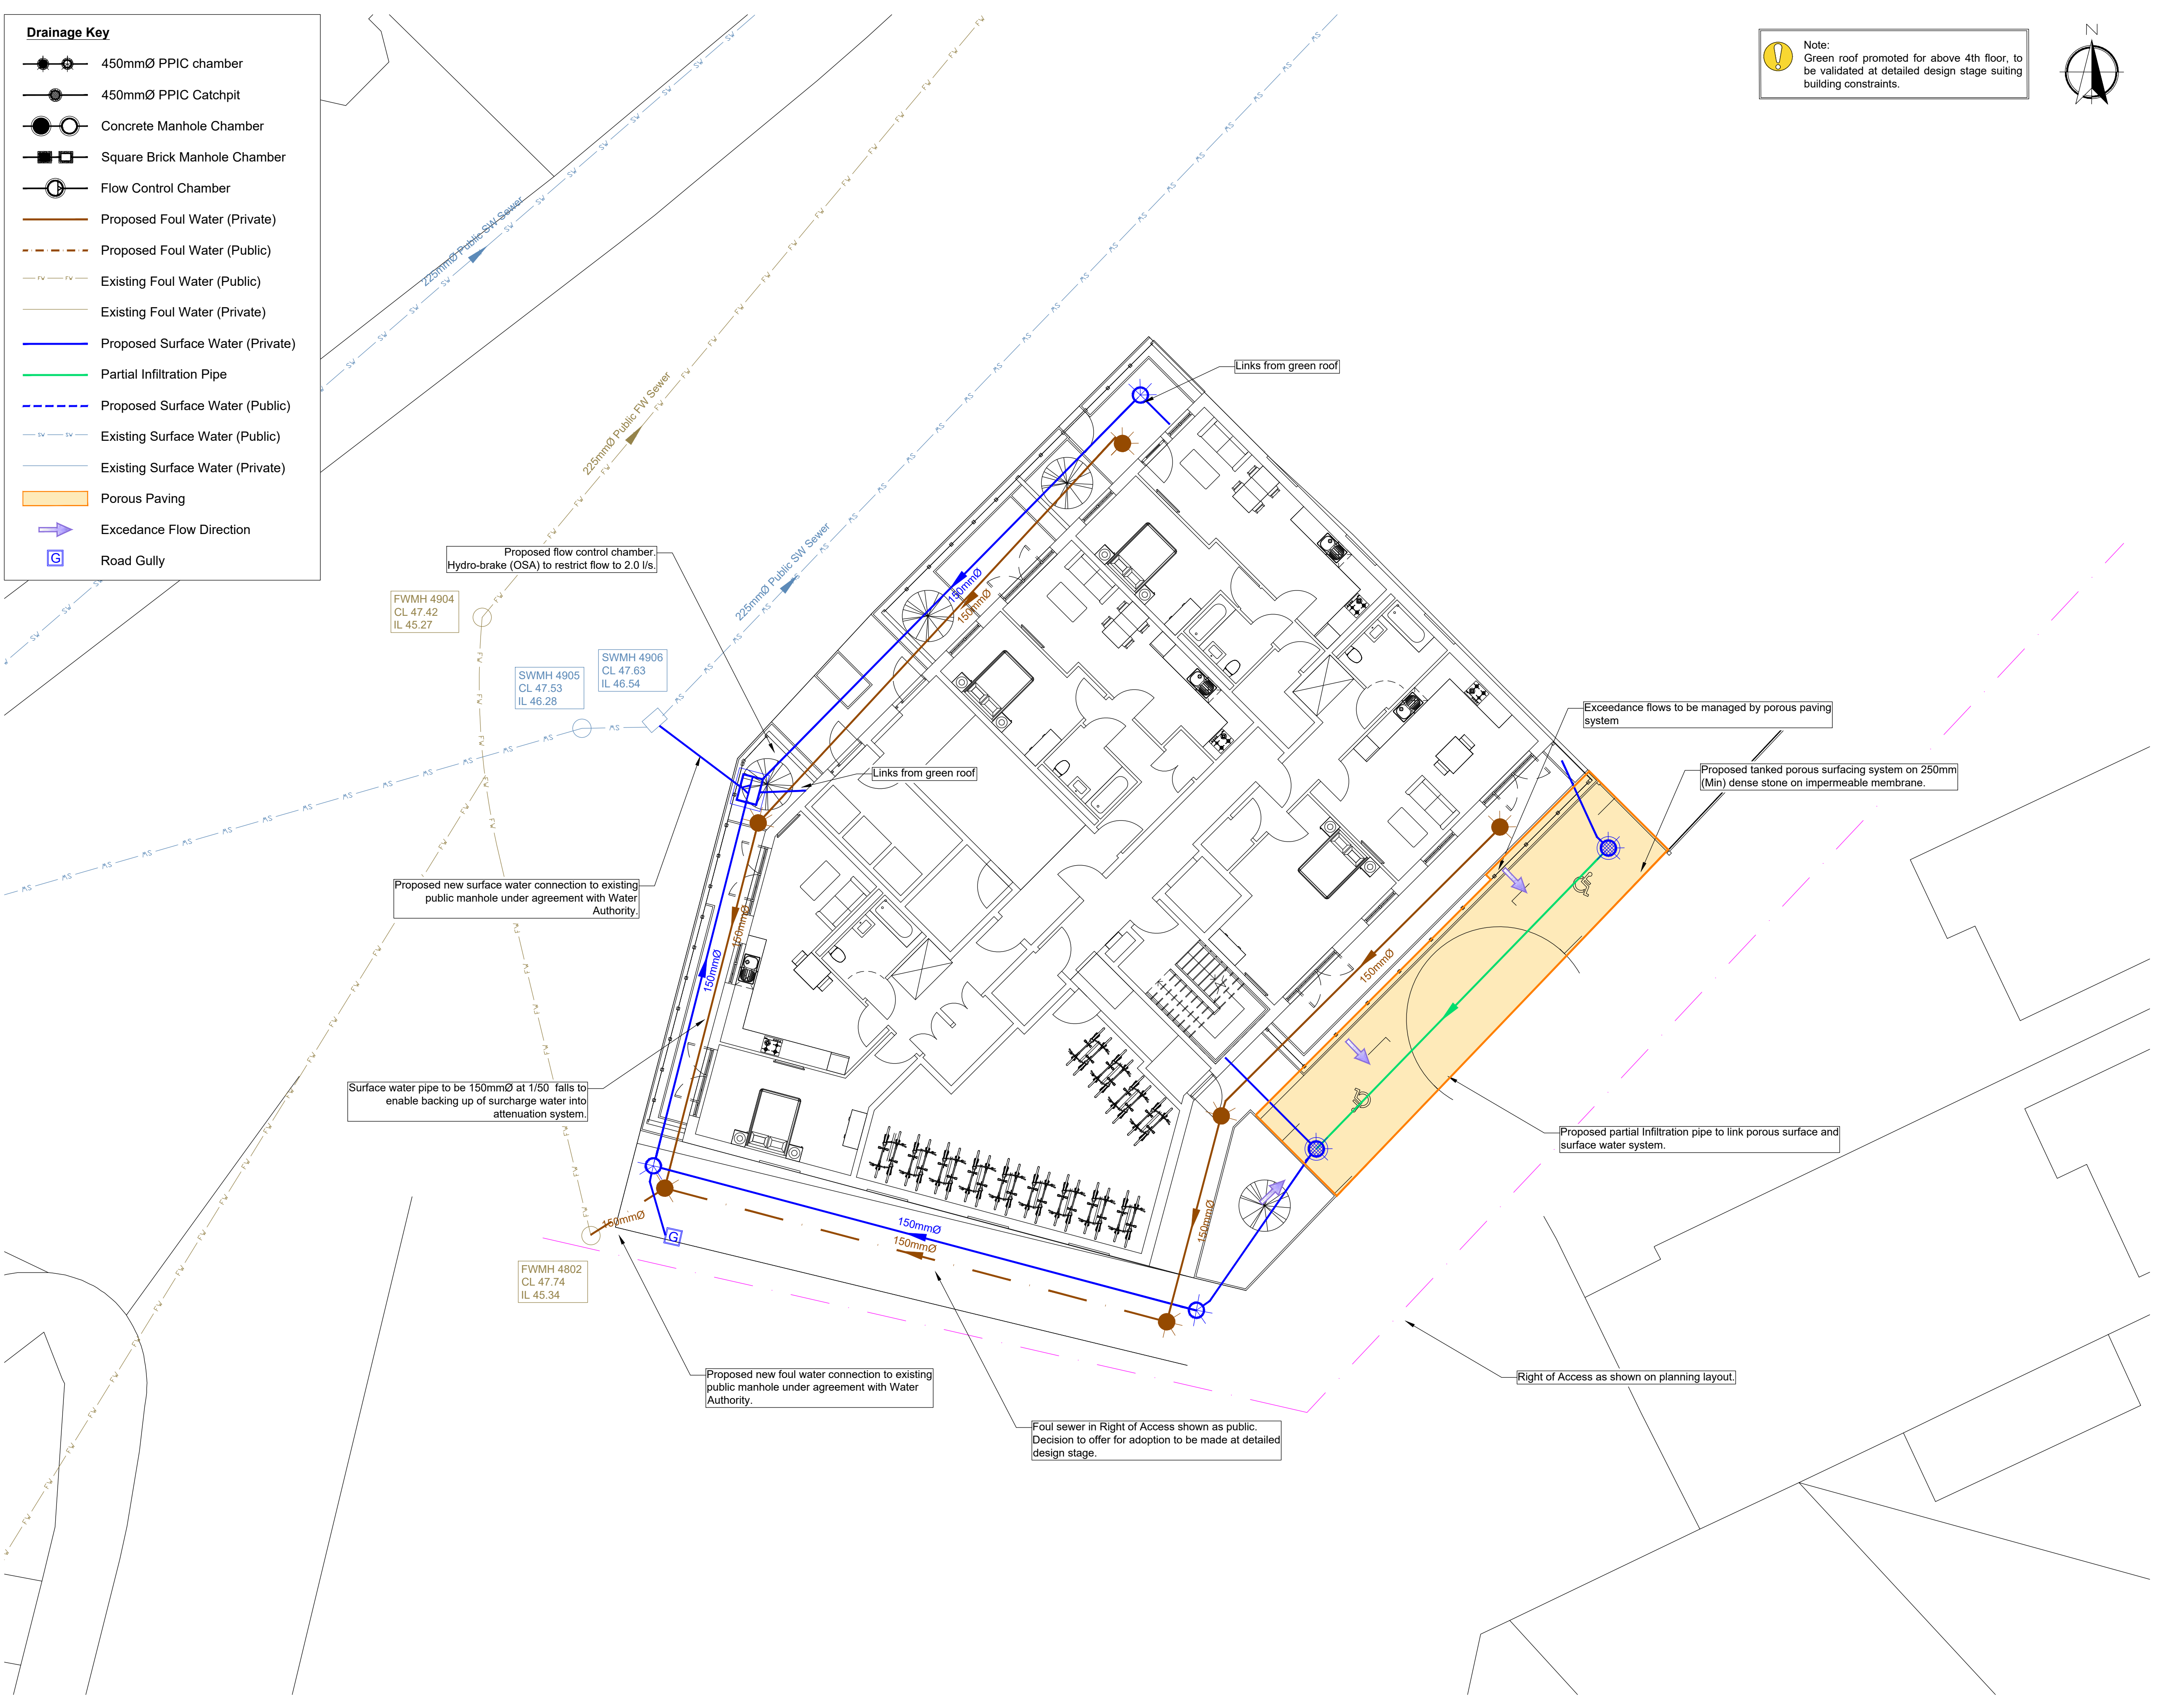 Drainage Key
450mmØ PPIC chamber
450mmØ PPIC Catchpit
Concrete Manhole Chamber
Square Brick Manhole Chamber
Flow Control Chamber
Proposed Foul Water (Private)
Proposed Foul Water (Public)
FW FW
Existing Foul Water (Public)
Existing Foul Water (Private)
Proposed Surface Water (Private)
Partial Infiltration Pipe
Proposed Surface Water (Public)
SW SW
Existing Surface Water (Public)
Existing Surface Water (Private)
Porous Paving
Excedance Flow Direction
G
Road Gully
Note:
Green roof promoted for above 4th floor, to
be validated at detailed design stage suiting
building constraints.
N
225mmØ Public SW Sewer
225mmØ Public FW Sewer
225mmØ Public SW Sewer
Links from green roof
Proposed flow control chamber.
Hydro-brake (OSA) to restrict flow to 2.0 l/s.
FWMH 4904
CL 47.42
IL 45.27
SWMH 4905
CL 47.53
IL 46.28
SWMH 4906
CL 47.63
IL 46.54
150mmØ
150mmØ
Links from green roof
Exceedance flows to be managed by porous paving
system
Proposed tanked porous surfacing system on 250mm
(Min) dense stone on impermeable membrane.
Proposed new surface water connection to existing
public manhole under agreement with Water
Authority.
150mmØ
150mmØ
150mmØ
Surface water pipe to be 150mmØ at 1/50 falls to
enable backing up of surcharge water into
attenuation system.
Proposed partial Infiltration pipe to link porous surface and
surface water system.
150mmØ
150mmØ
G
150mmØ
150mmØ
FWMH 4802
CL 47.74
IL 45.34
Proposed new foul water connection to existing
public manhole under agreement with Water
Authority.
Right of Access as shown on planning layout.
Foul sewer in Right of Access shown as public.
Decision to offer for adoption to be made at detailed
design stage.